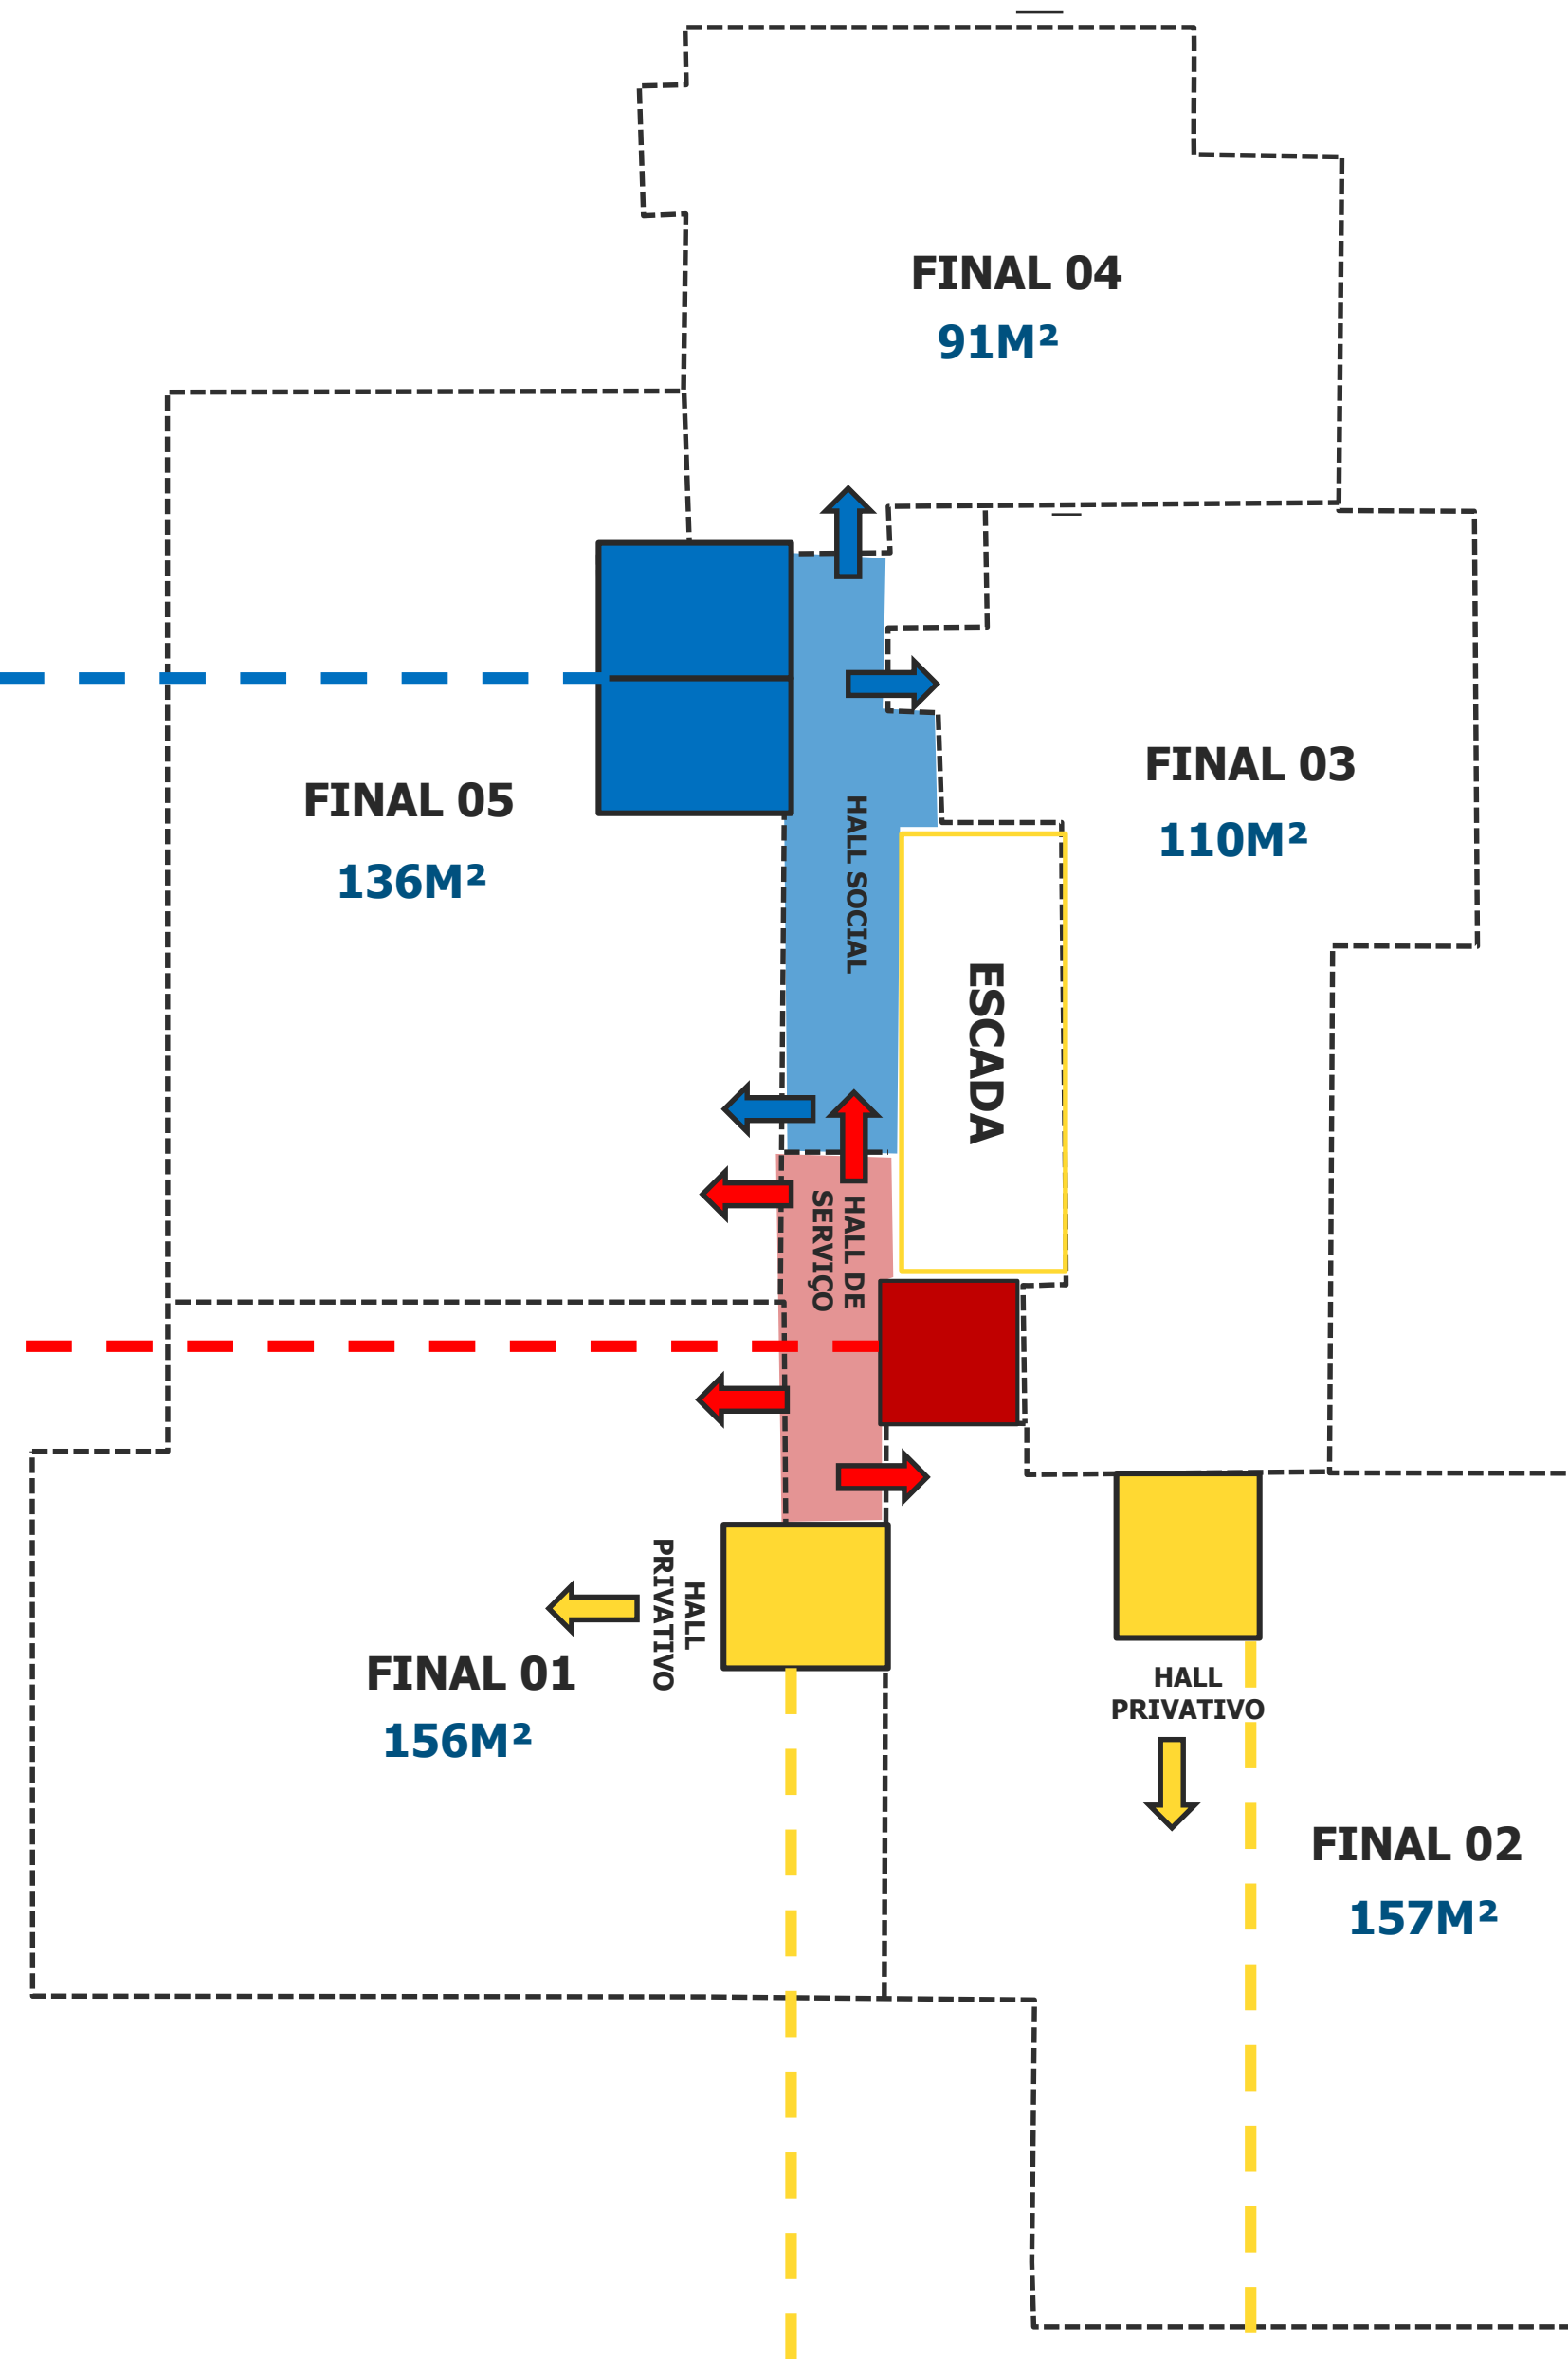 FINAL 04
91M²
FINAL 05
136M²
FINAL 03
110M²
HALL SOCIAL
ESCADA
HALL DE
SERVIÇO
HALL
PRIVATIVO
FINAL 01
156M²
HALL
PRIVATIVO
FINAL 02
157M²